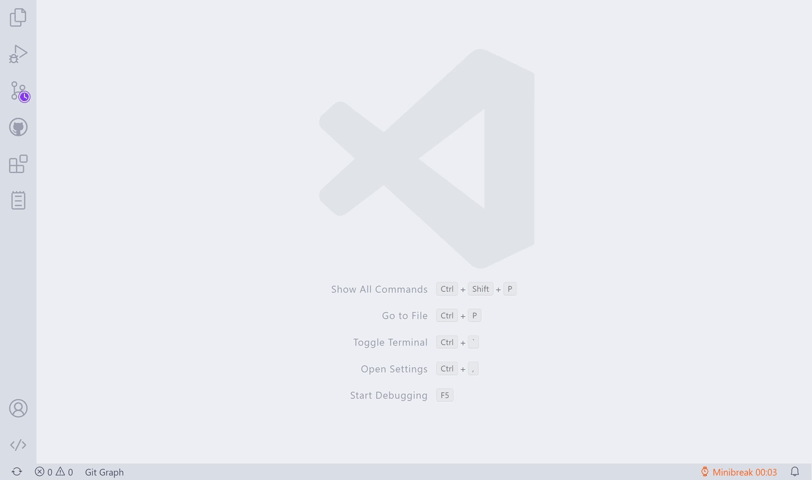 Show All Commands Ctrl + Shift + P
Go to File Ctrl + P
Toggle Terminal Ctrl + `
Open Settings Ctrl + ,
Start Debugging F5
0 0 Git Graph Minibreak 00:03